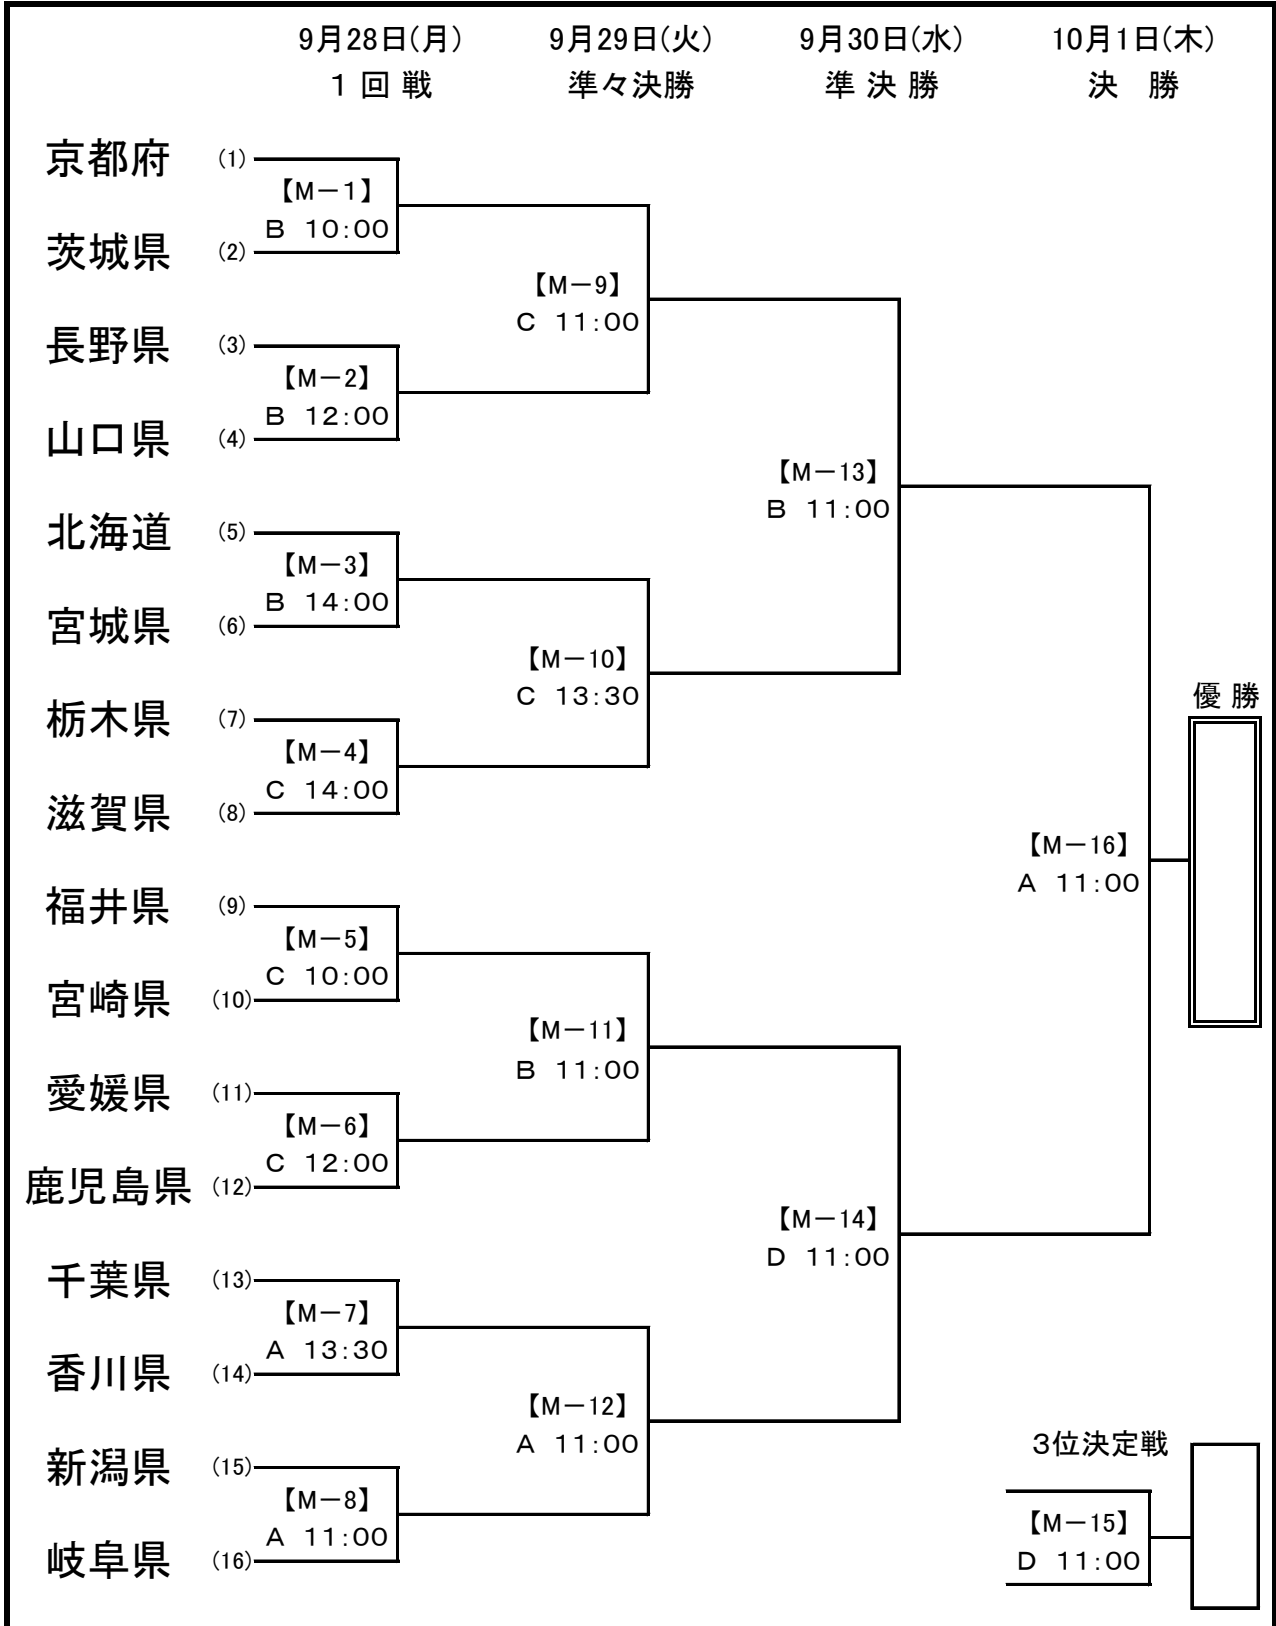 9月28日(月) 9月29日(火) 9月30日(水) 10月1日(木)
１回戦 準々決勝 準決勝 決　勝
京都府 (1)
【M－1】
B 10:00
茨城県 (2)
【M－9】
C 11:00
長野県 (3)
【M－2】
B 12:00
山口県 (4)
【M－13】
B 11:00
北海道 (5)
【M－3】
B 14:00
宮城県 (6)
【M－10】
C 13:30
栃木県 (7)
【M－4】
C 14:00
滋賀県 (8)
優勝
【M－16】
A 11:00
福井県 (9)
【M－5】
C 10:00
宮崎県 (10)
【M－11】
B 11:00
愛媛県 (11)
【M－6】
C 12:00
鹿児島県 (12)
【M－14】
D 11:00
千葉県 (13)
【M－7】
A 13:30
香川県 (14)
【M－12】
A 11:00
新潟県 (15)
【M－8】
A 11:00
岐阜県 (16)
３位決定戦
【M－15】
D 11:00